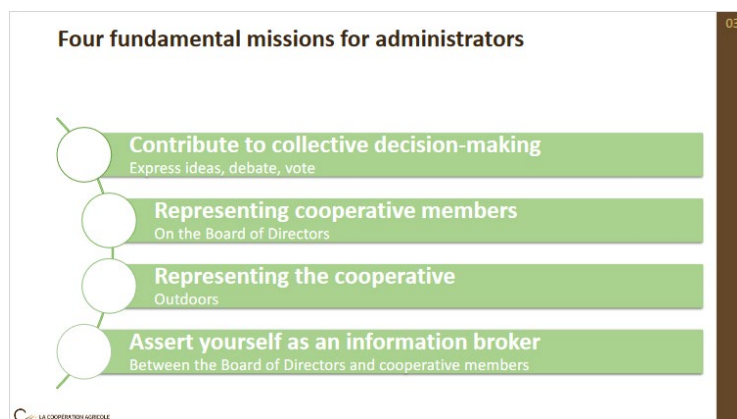 Four fundamental missions for administrators
03
Contribute to collective decision-making
Express ideas, debate, vote
Representing cooperative members
On the Board of Directors
Representing the cooperative
Outdoors
Assert yourself as an information broker
Between the Board of Directors and cooperative members
LA COOPÉRATION AGRICOLE